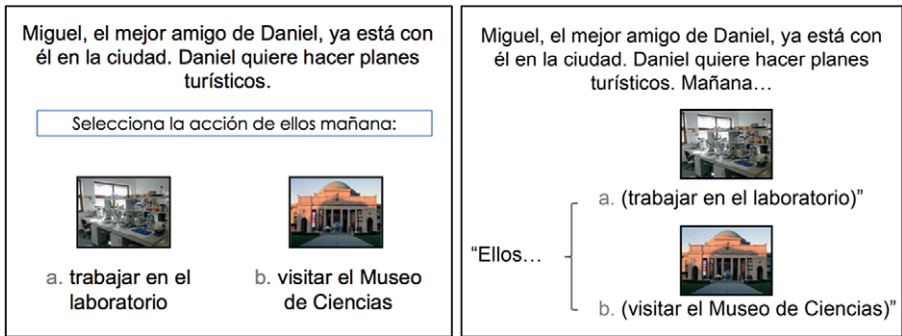 Miguel, el mejor amigo de Daniel, ya está con
él en la ciudad. Daniel quiere hacer planes
turísticos.
Selecciona la acción de ellos mañana:
a. trabajar en el
laboratorio
b. visitar el Museo
de Ciencias
Miguel, el mejor amigo de Daniel, ya está con
él en la ciudad. Daniel quiere hacer planes
turísticos. Mañana…
a. (trabajar en el laboratorio)”
“Ellos…
b. (visitar el Museo de Ciencias)”